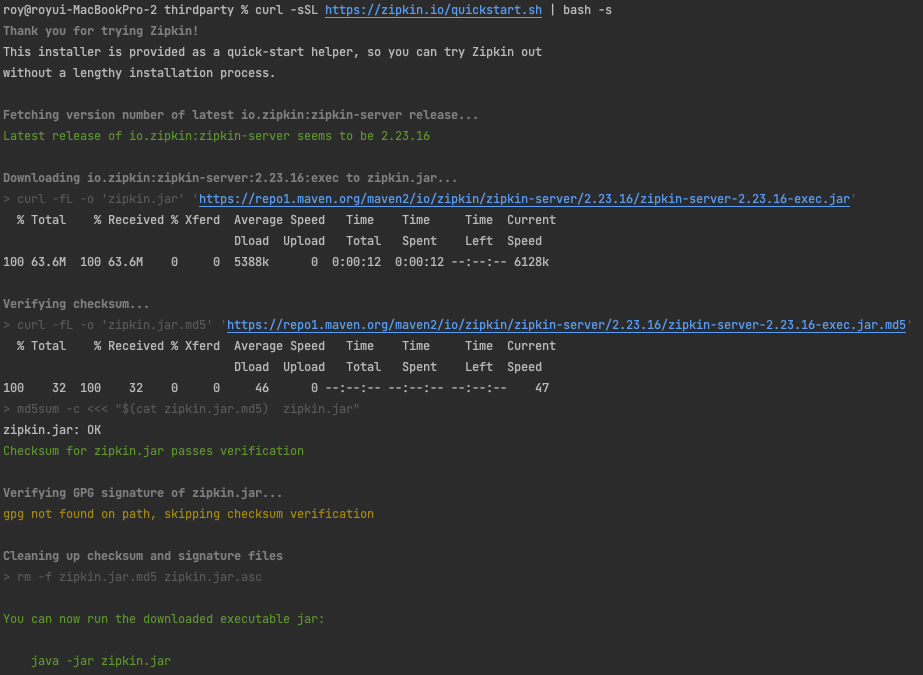 roy@royui-MacBookPro-2 thirdparty % curl -sSL https://zipkin.io/quickstart.sh | bash -s
Thank you for trying Zipkin!
This installer is provided as a quick-start helper, so you can try Zipkin out
without a lengthy installation process.
Fetching version number of latest io.zipkin:zipkin-server release...
Latest release of io.zipkin:zipkin-server seems to be 2.23.16
Downloading io.zipkin:zipkin-server:2.23.16:exec to zipkin.jar...
> curl -fL -o 'zipkin.jar' 'https://repo1.maven.org/maven2/io/zipkin/zipkin-server/2.23.16/zipkin-server-2.23.16-exec.jar'
  % Total    % Received % Xferd  Average Speed   Time    Time     Time  Current
                                 Dload  Upload   Total   Spent    Left  Speed
100 63.6M  100 63.6M    0     0  5388k      0  0:00:12  0:00:12 --:--:-- 6128k
Verifying checksum...
> curl -fL -o 'zipkin.jar.md5' 'https://repo1.maven.org/maven2/io/zipkin/zipkin-server/2.23.16/zipkin-server-2.23.16-exec.jar.md5'
  % Total    % Received % Xferd  Average Speed   Time    Time     Time  Current
                                 Dload  Upload   Total   Spent    Left  Speed
100    32  100    32    0     0     46      0 --:--:-- --:--:-- --:--:--    47
> md5sum -c <<< "$(cat zipkin.jar.md5)  zipkin.jar"
zipkin.jar: OK
Checksum for zipkin.jar passes verification
Verifying GPG signature of zipkin.jar...
gpg not found on path, skipping checksum verification
Cleaning up checksum and signature files
> rm -f zipkin.jar.md5 zipkin.jar.asc
You can now run the downloaded executable jar:
    java -jar zipkin.jar